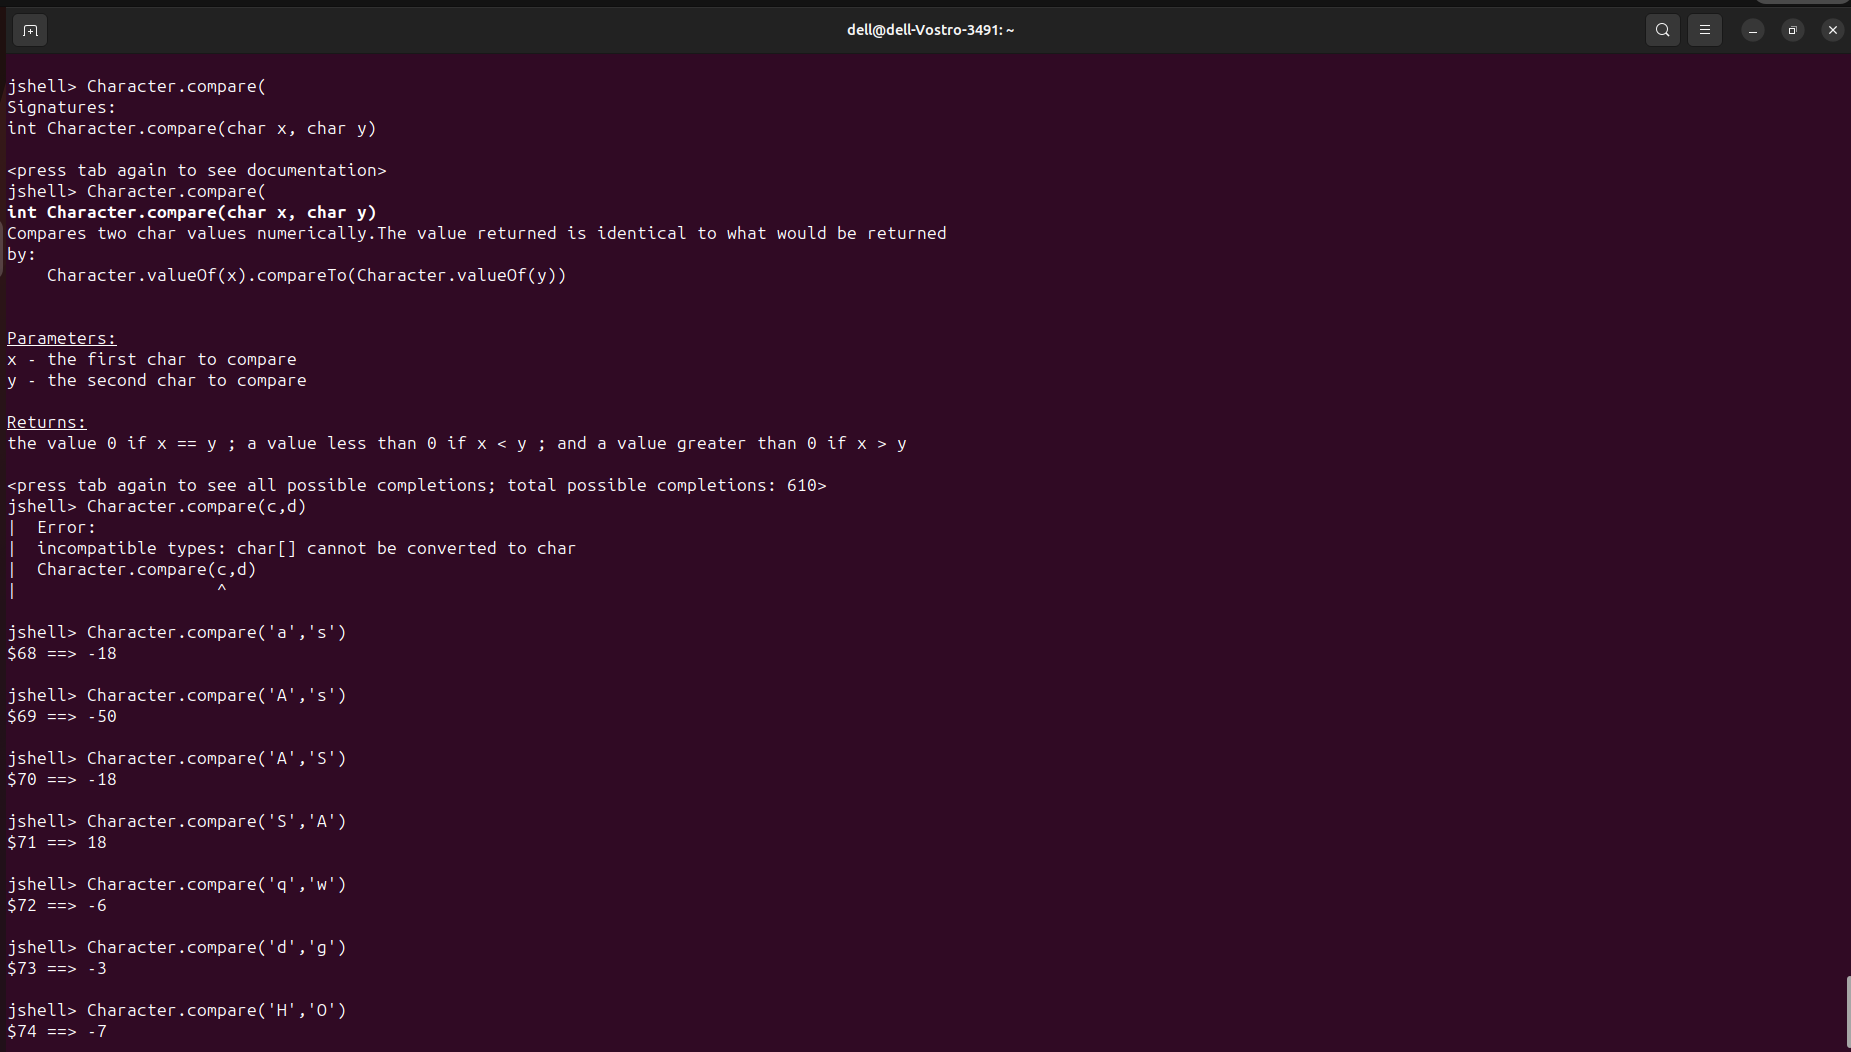 dell@dell-Vostro-3491: ~
jshell> Character.compare(
Signatures:
int Character.compare(char x, char y)
<press tab again to see documentation>
jshell> Character.compare(
int Character.compare(char x, char y)
Compares two char values numerically.The value returned is identical to what would be returned
by:
    Character.valueOf(x).compareTo(Character.valueOf(y))
Parameters:
x - the first char to compare
y - the second char to compare
Returns:
the value 0 if x == y ; a value less than 0 if x < y ; and a value greater than 0 if x > y
<press tab again to see all possible completions; total possible completions: 610>
jshell> Character.compare(c,d)
|  Error:
|  incompatible types: char[] cannot be converted to char
|  Character.compare(c,d)
|                    ^
jshell> Character.compare('a','s')
$68 ==> -18
jshell> Character.compare('A','s')
$69 ==> -50
jshell> Character.compare('A','S')
$70 ==> -18
jshell> Character.compare('S','A')
$71 ==> 18
jshell> Character.compare('q','w')
$72 ==> -6
jshell> Character.compare('d','g')
$73 ==> -3
jshell> Character.compare('H','O')
$74 ==> -7